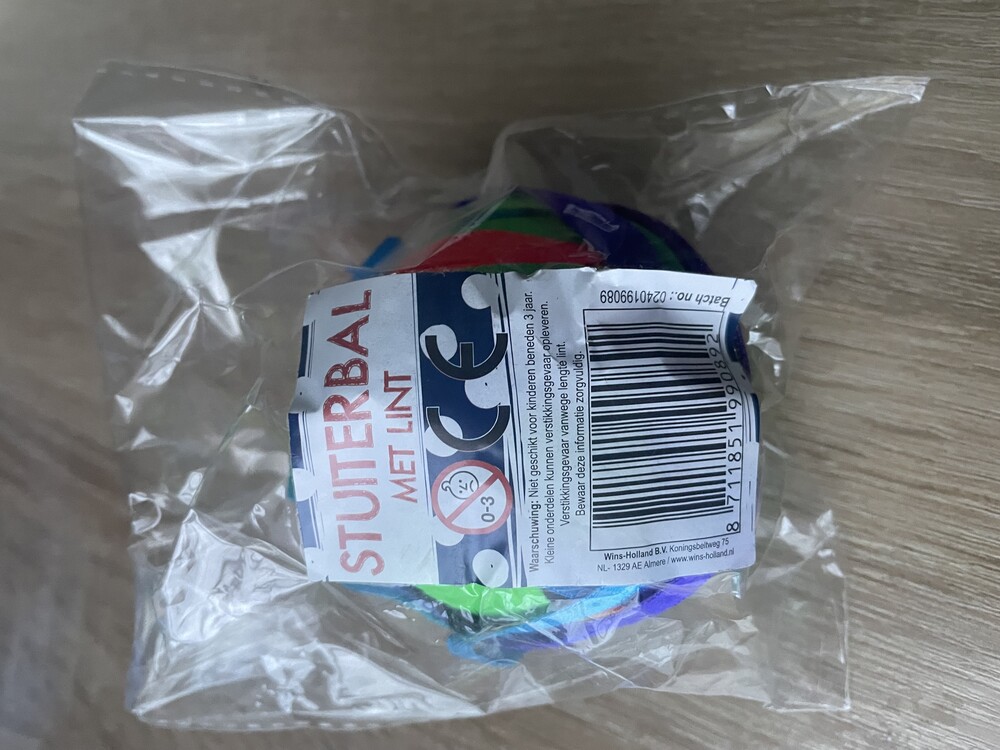 STUITERBAL
MET LINT
CE
0-3
Waarschuwing: Niet geschikt voor kinderen beneden 3 jaar.
Kleine onderdelen kunnen verstikkingsgevaar opleveren.
Verstikkingsgevaar vanwege lengte lint.
Bewaar deze informatie zorgvuldig.
8 711851 990892
Batch no.: 0240199089
Wins-Holland B.V. Koningsbeltweg 75
NL- 1329 AE Almere / www.wins-holland.nl